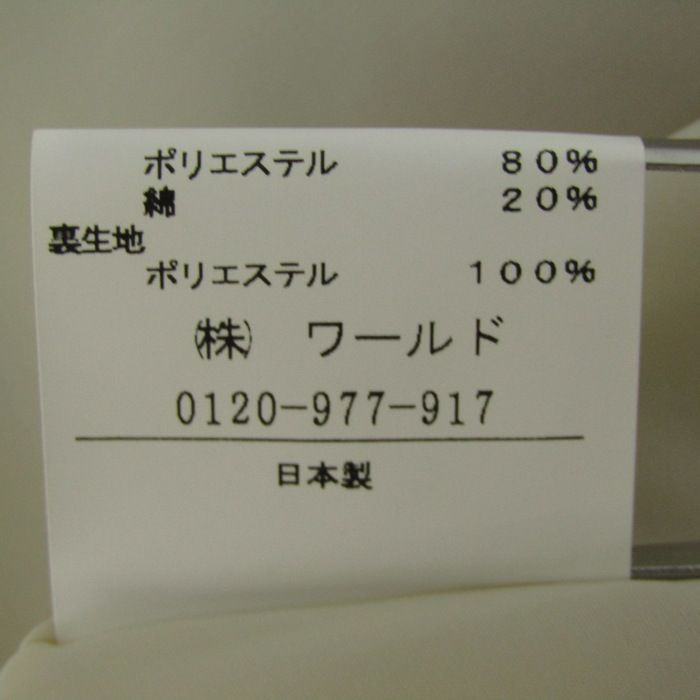 ポリエステル ８０％
綿 ２０％
裏生地
ポリエステル １００％
㈱ ワールド
0120-977-917
日本製